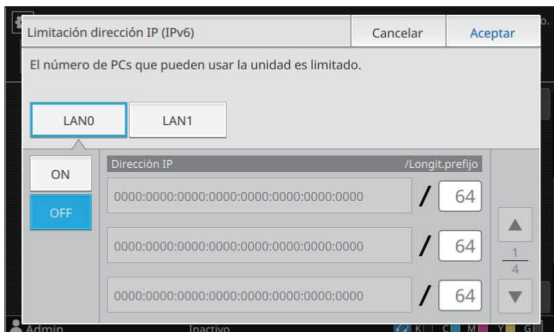 Limitación dirección IP (IPv6)
Cancelar
Aceptar
El número de PCs que pueden usar la unidad es limitado.
LAN0
LAN1
ON
OFF
Dirección IP
/Longit.prefijo
0000:0000:0000:0000:0000:0000:0000:0000
/
64
0000:0000:0000:0000:0000:0000:0000:0000
/
64
1
4
0000:0000:0000:0000:0000:0000:0000:0000
/
64
Admin
Inactivo
K
C
M
Y
G